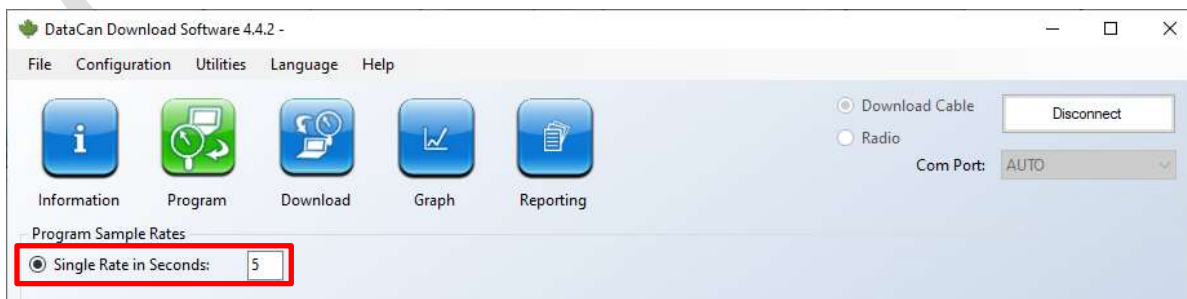 DataCan Download Software 4.4.2 -
File Configuration Utilities Language Help
Download Cable
Disconnect
Radio
Com Port: AUTO
Information Program Download Graph Reporting
Program Sample Rates
Single Rate in Seconds: 5